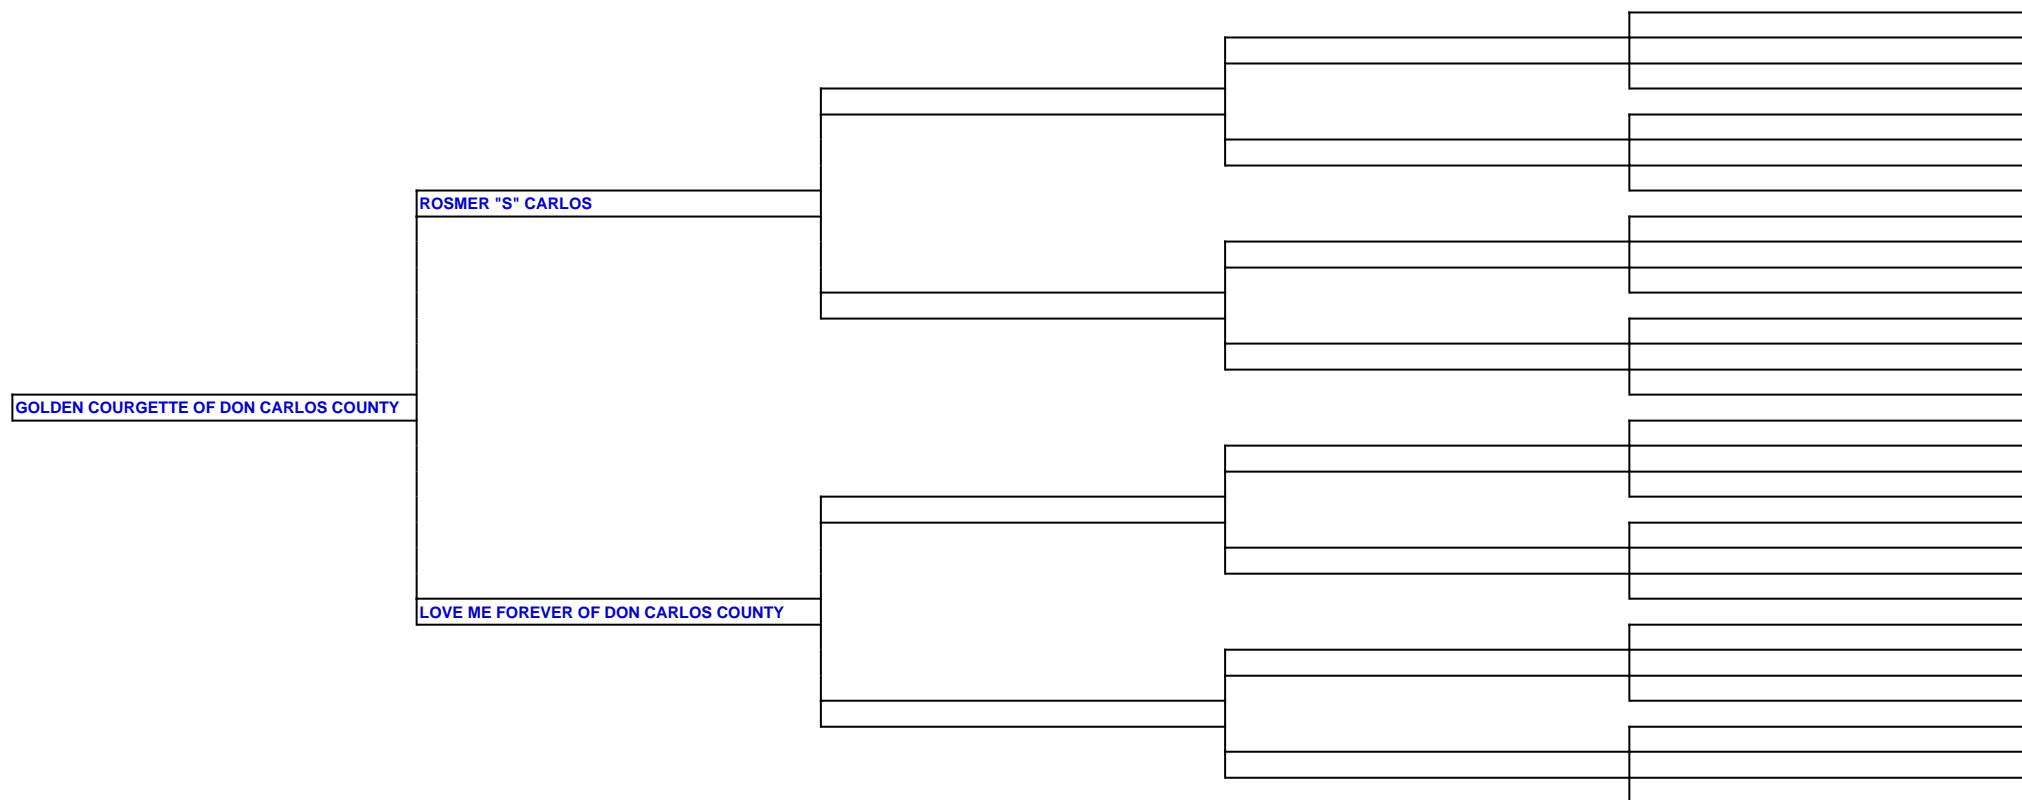 ROSMER "S" CARLOS
GOLDEN COURGETTE OF DON CARLOS COUNTY
LOVE ME FOREVER OF DON CARLOS COUNTY